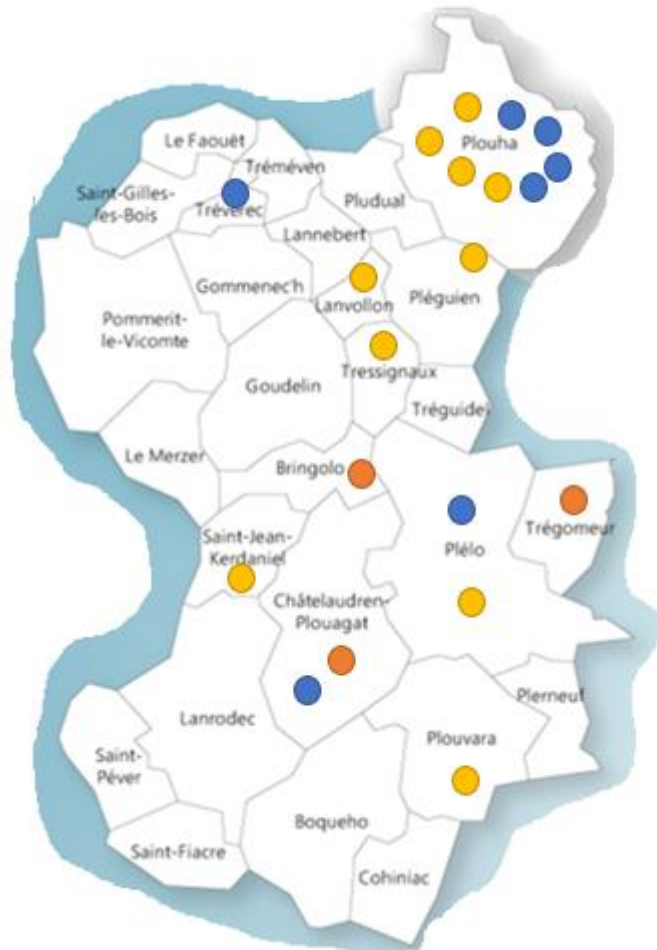 Plouha
Le Faouët
Tréméven
Saint-Gilles-
les-Bois
Tréverec
Pludual
Lannebert
Gommenec'h
Lanvollon
Pléguien
Pommerit-
le-Vicomte
Tressignaux
Goudelin
Tréguidel
Le Merzer
Bringolo
Trégomeur
Saint-Jean-
Kerdaniel
Plélo
Châtelaudren-
Plouagat
Plerneuf
Lanrodec
Plouvara
Saint-
Péver
Boqueho
Saint-Fiacre
Cohiniac